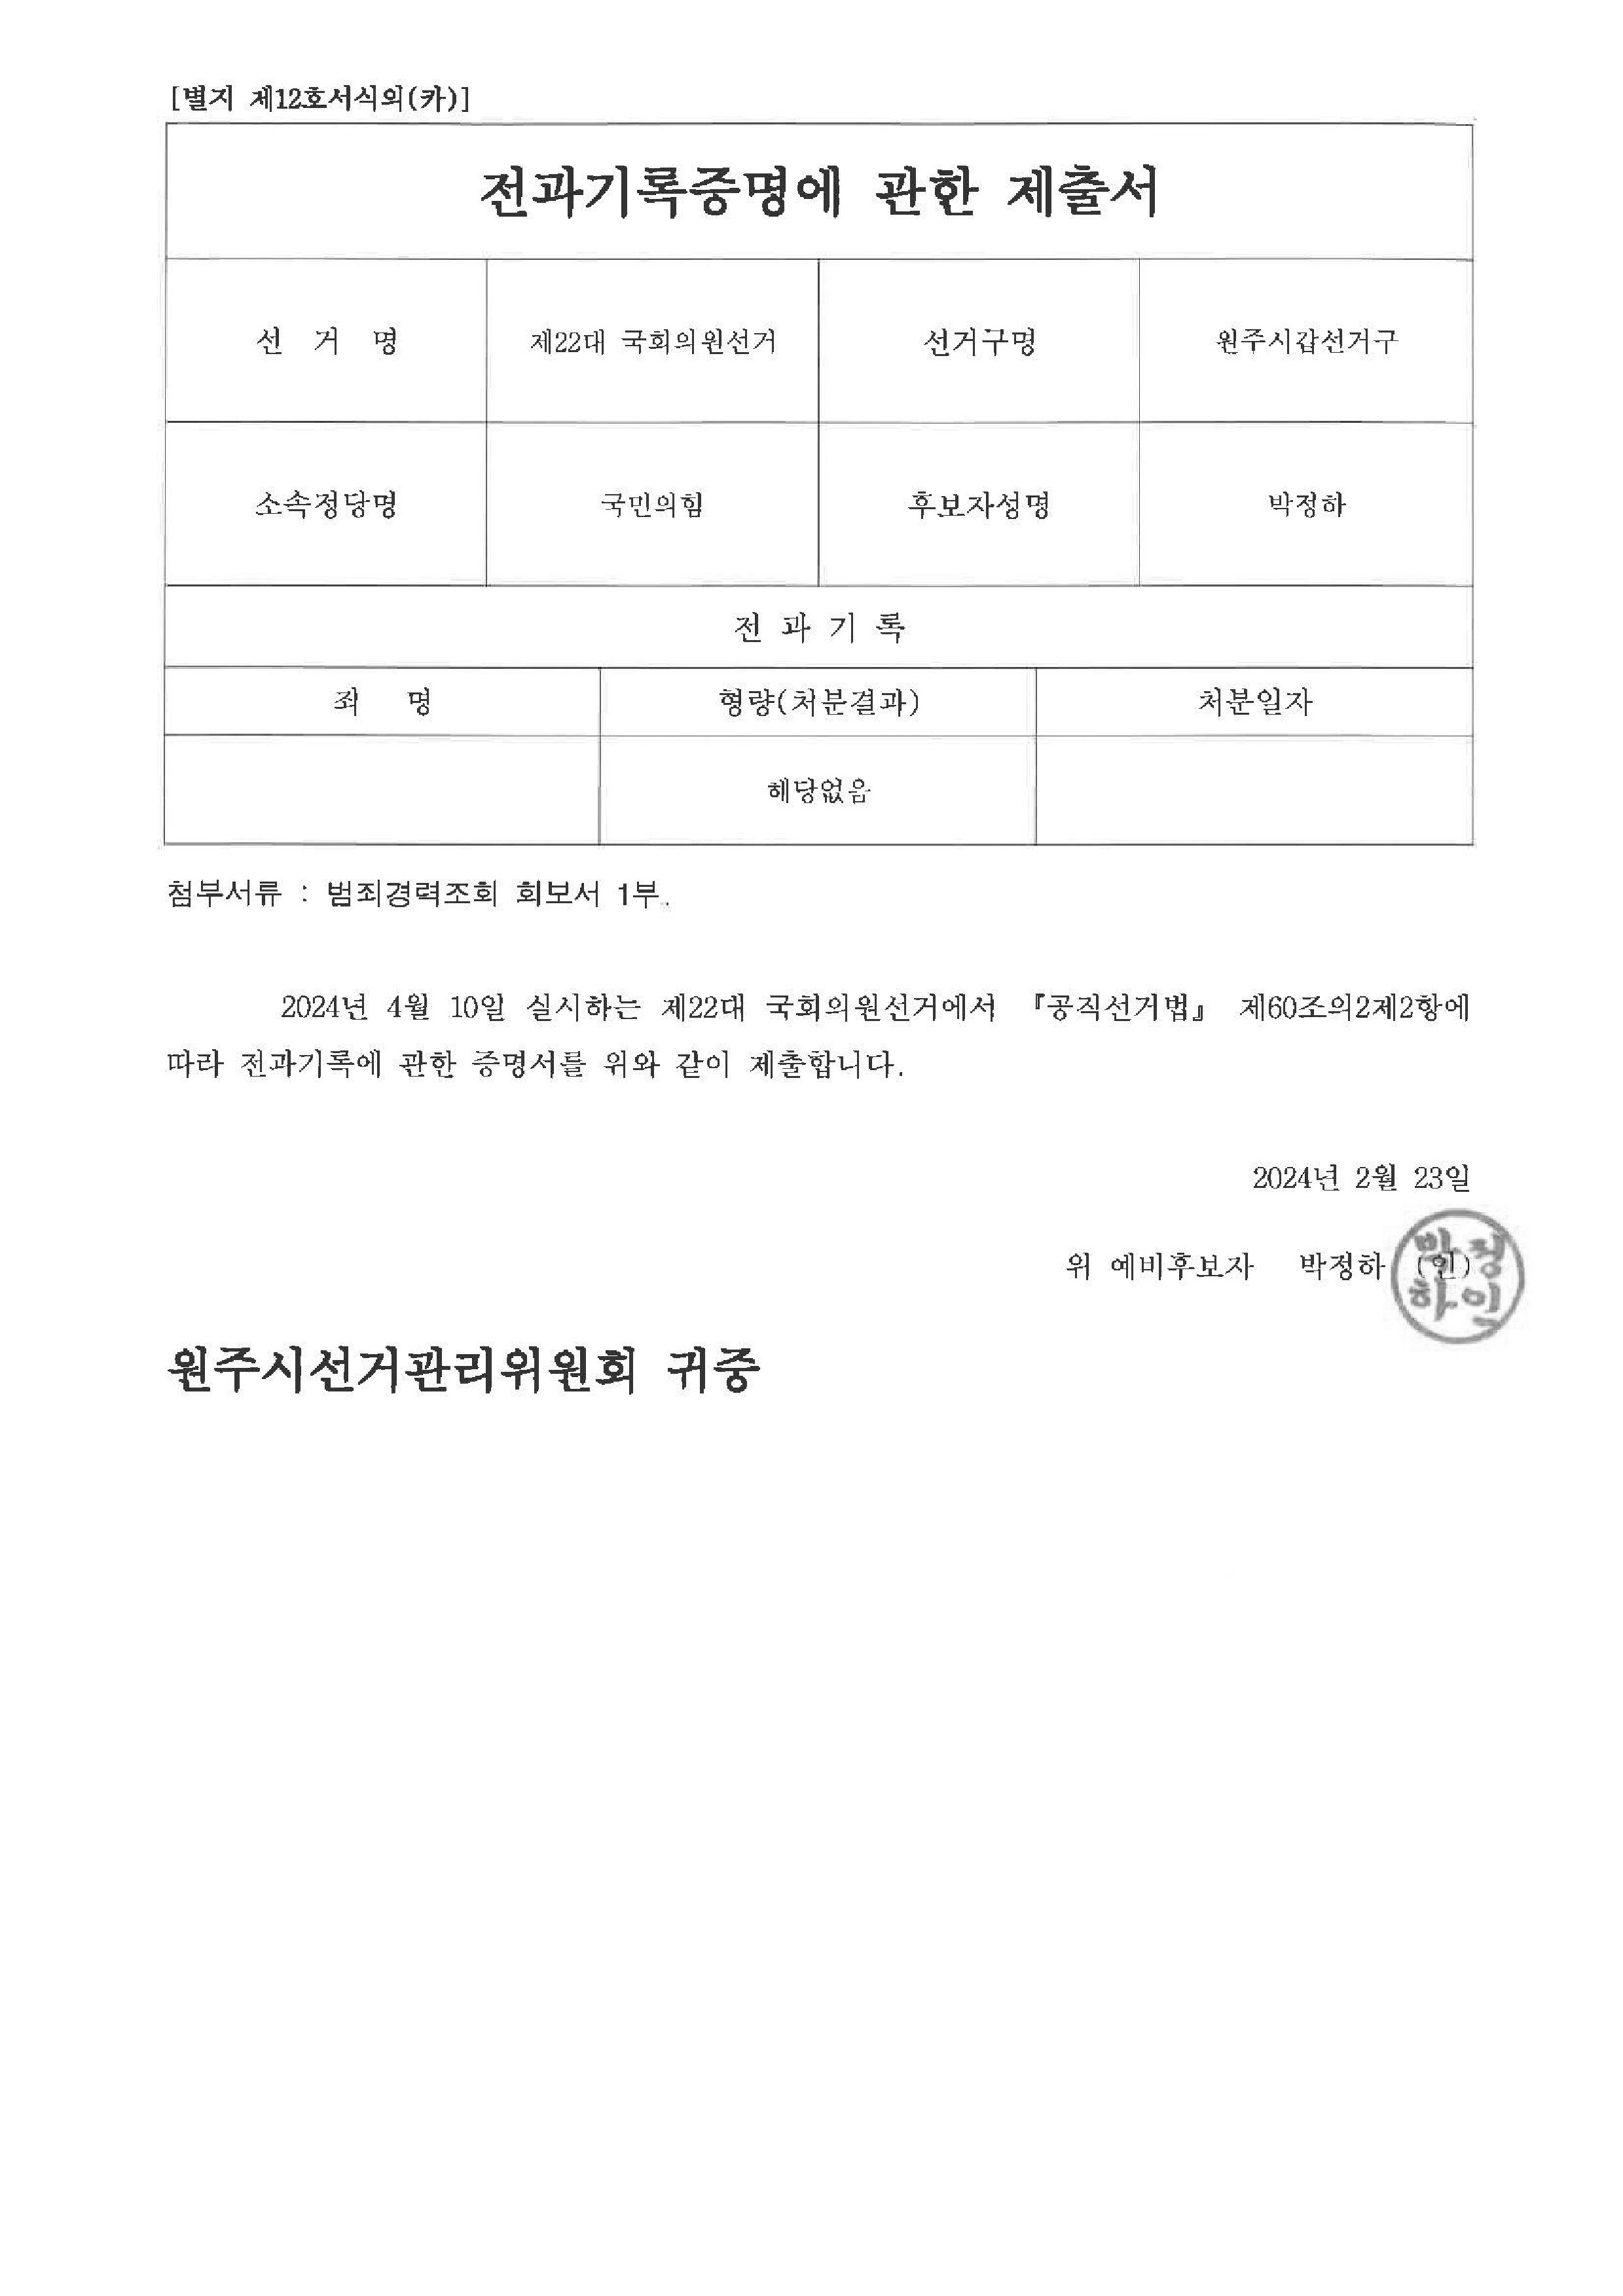 [별지 제12호서식의(카)]
전과기록증명에 관한 제출서
선 거 명 제22대 국회의원선거 선거구명 원주시갑선거구
소속정당명 국민의힘 후보자성명 박정하
전 과 기 록
죄 명 형량(처분결과) 처분일자
해당없음
첨부서류 : 범죄경력조회 회보서 1부.
2024년 4월 10일 실시하는 제22대 국회의원선거에서 『공직선거법』 제60조의2제2항에
따라 전과기록에 관한 증명서를 위와 같이 제출합니다.
2024년 2월 23일
위 예비후보자 박정하 (인)
박정
하인
원주시선거관리위원회 귀중